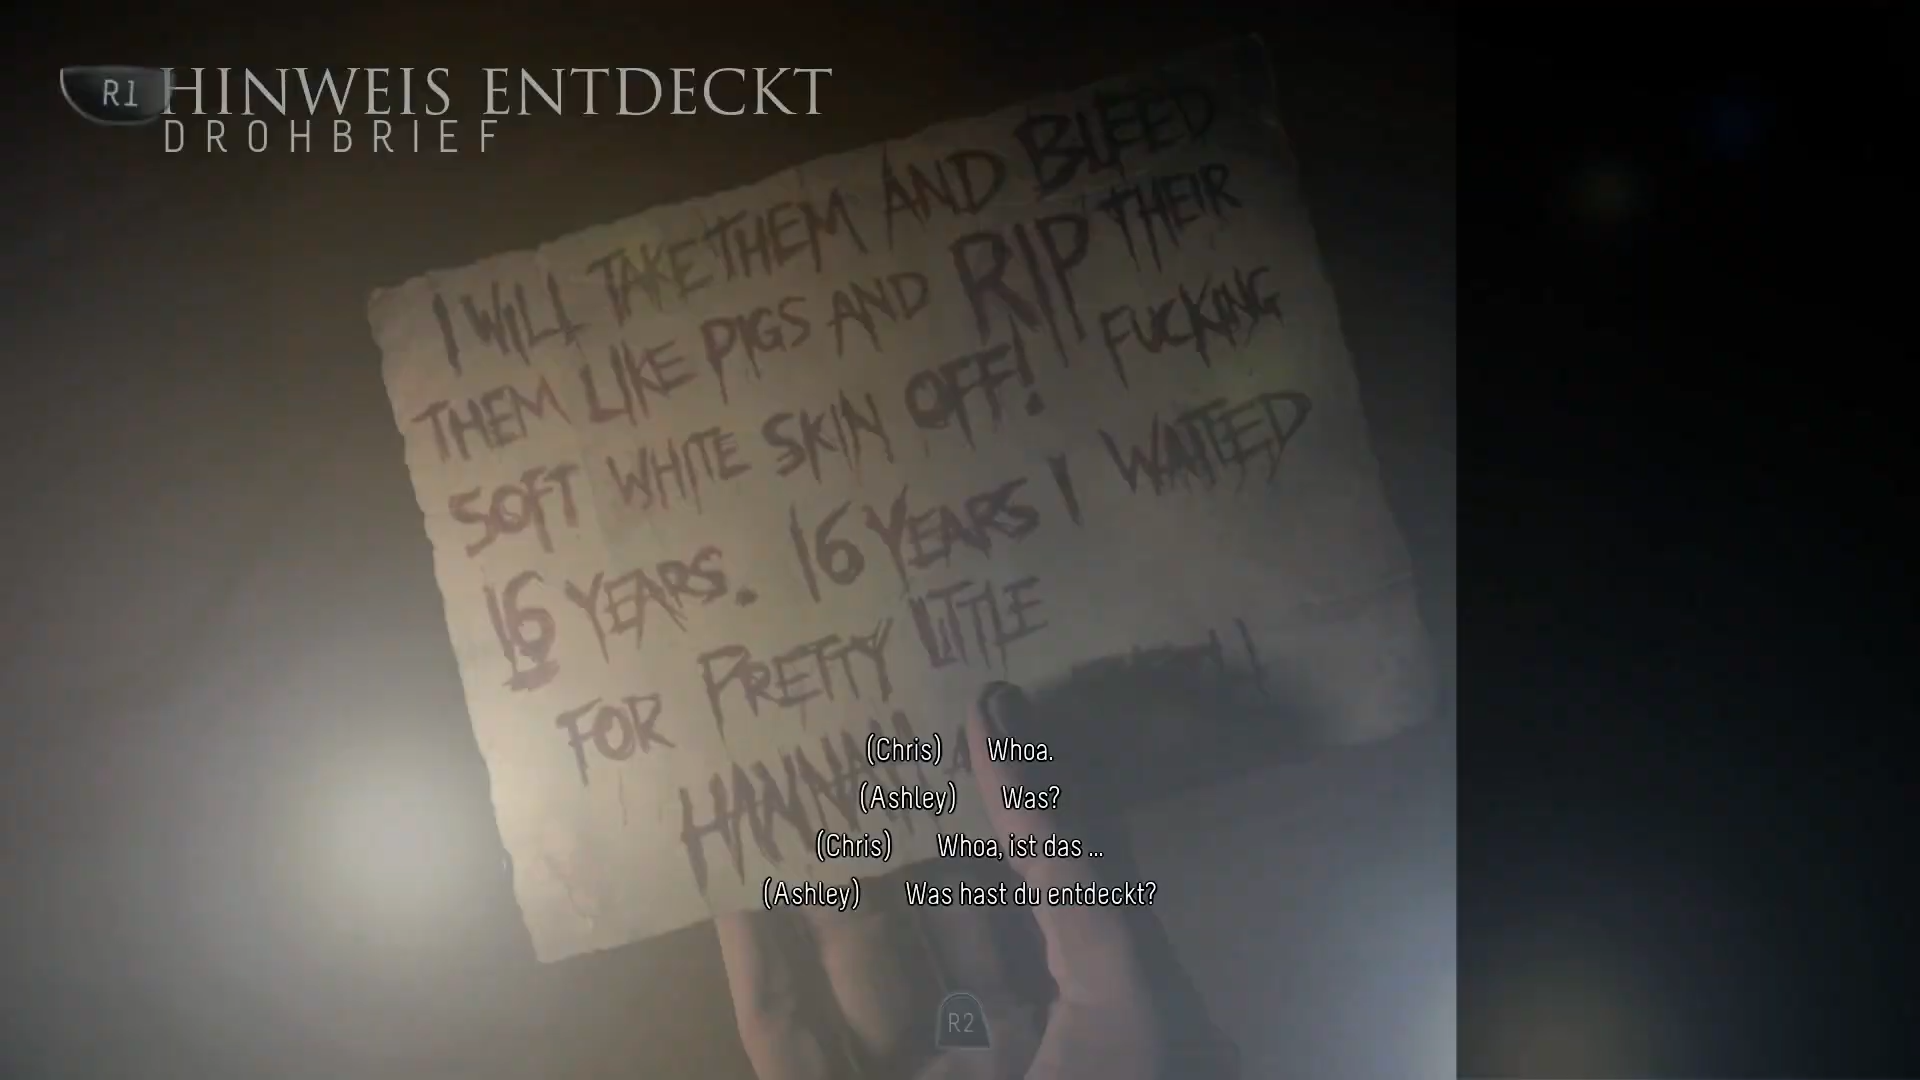 R1 HINWEIS ENTDECKT
DROHBRIEF
I WILL TAKE THEM AND BLEED
THEM LIKE PIGS AND RIP THEIR
SOFT WHITE SKIN OFF! FUCKING
16 YEARS. 16 YEARS I WAITED
FOR PRETTY LITTLE
HANNAH
(Chris) Whoa.
(Ashley) Was?
(Chris) Whoa, ist das ...
(Ashley) Was hast du entdeckt?
R2